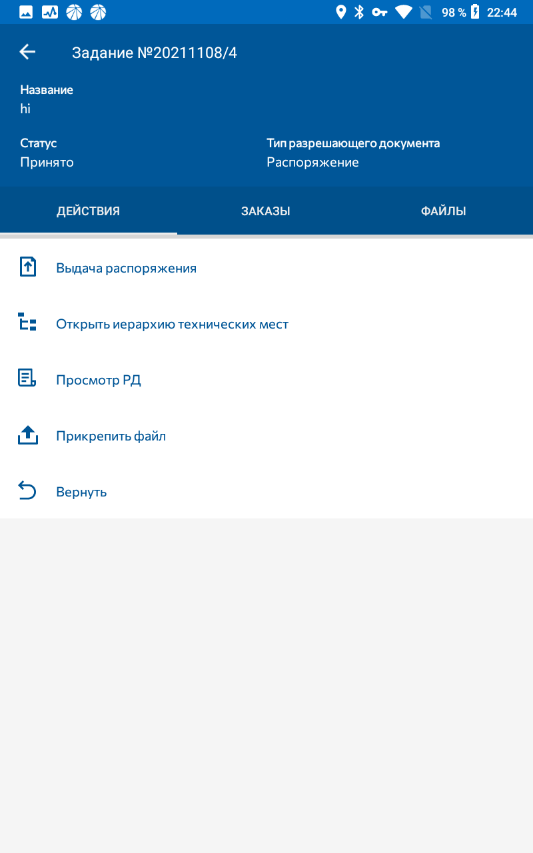 98 % 22:44
Задание №20211108/4
Название
hi
Статус Тип разрешающего документа
Принято Распоряжение
ДЕЙСТВИЯ ЗАКАЗЫ ФАЙЛЫ
Выдача распоряжения
Открыть иерархию технических мест
Просмотр РД
Прикрепить файл
Вернуть